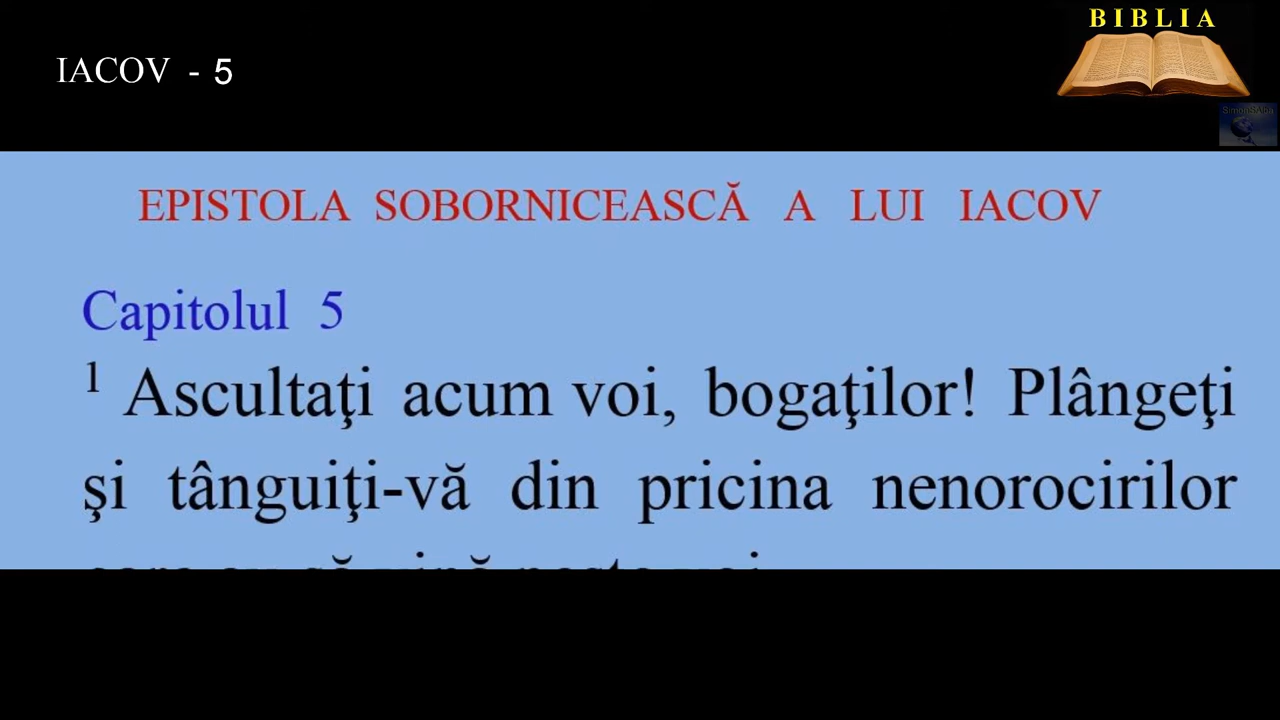 BIBLIA
IACOV - 5
EPISTOLA SOBORNICEASCĂ A LUI IACOV
Capitolul 5
1 Ascultaţi acum voi, bogaţilor! Plângeţi
şi tânguiţi-vă din pricina nenorocirilor